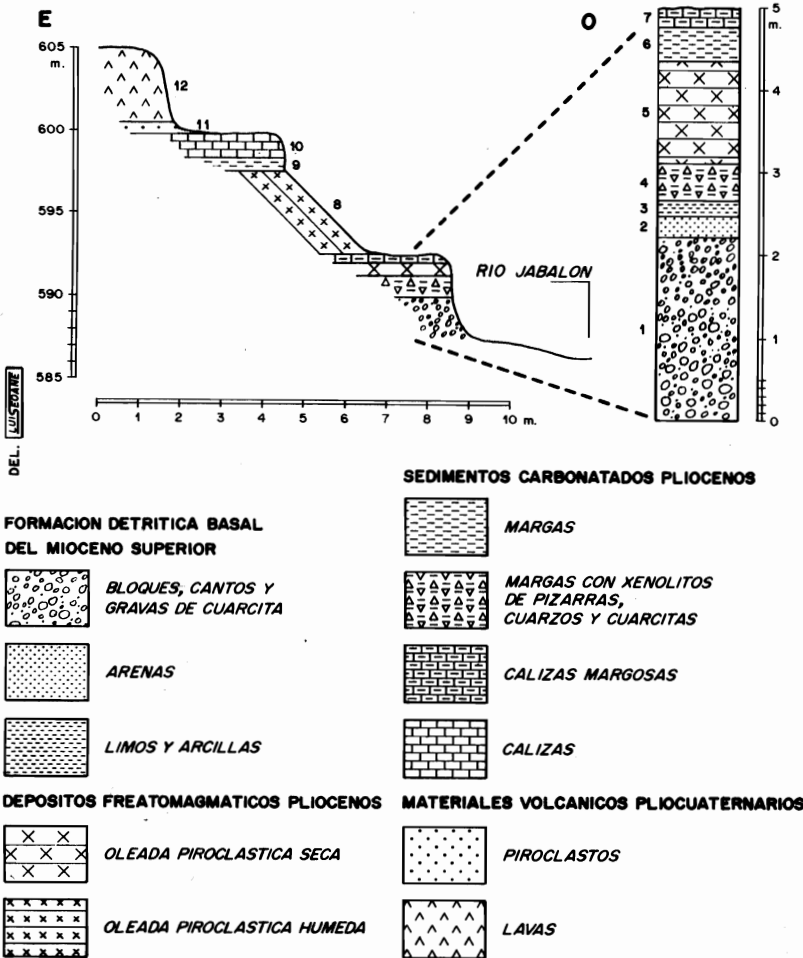 E
O
605
m.
600
595
590
585
12
11
10
9
8
RIO JABALON
0 1 2 3 4 5 6 7 8 9 10 m.
7
6
5
4
3
2
1
5
m.
4
3
2
1
0
DEL. LUISEOANE
FORMACION DETRITICA BASAL
DEL MIOCENO SUPERIOR
BLOQUES, CANTOS Y
GRAVAS DE CUARCITA
ARENAS
LIMOS Y ARCILLAS
DEPOSITOS FREATOMAGMATICOS PLIOCENOS
OLEADA PIROCLASTICA SECA
OLEADA PIROCLASTICA HUMEDA
SEDIMENTOS CARBONATADOS PLIOCENOS
MARGAS
MARGAS CON XENOLITOS
DE PIZARRAS,
CUARZOS Y CUARCITAS
CALIZAS MARGOSAS
CALIZAS
MATERIALES VOLCANICOS PLIOCUATERNARIOS
PIROCLASTOS
LAVAS